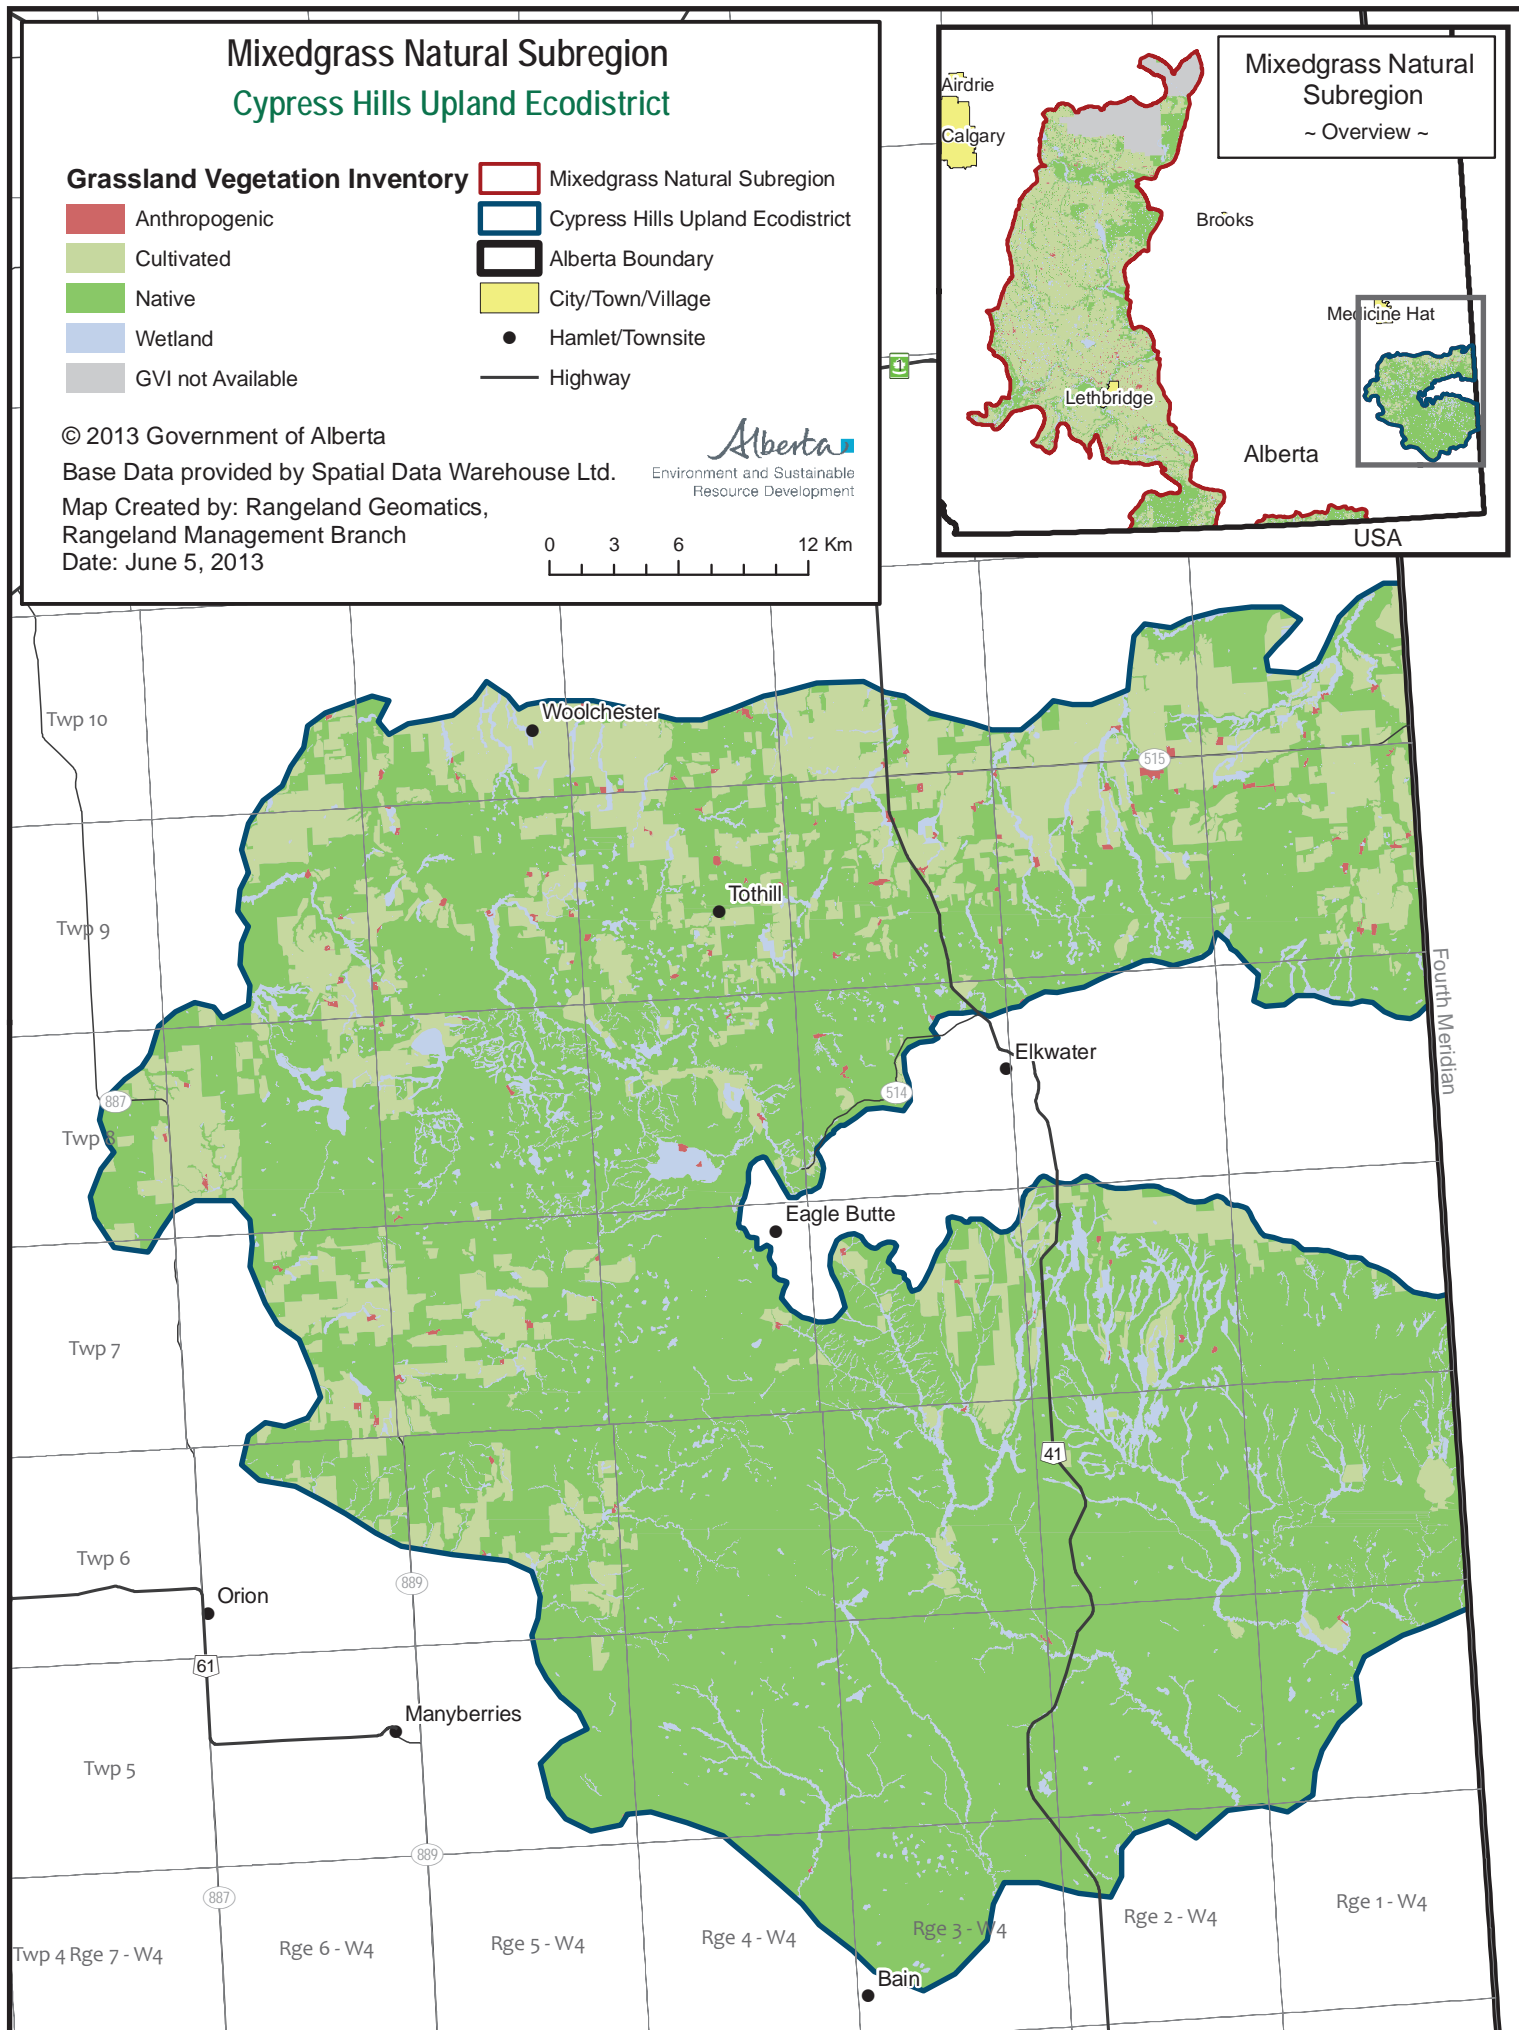 Mixedgrass Natural Subregion
Cypress Hills Upland Ecodistrict
Grassland Vegetation Inventory
Anthropogenic
Cultivated
Native
Wetland
GVI not Available
Mixedgrass Natural Subregion
Cypress Hills Upland Ecodistrict
Alberta Boundary
City/Town/Village
Hamlet/Townsite
Highway
© 2013 Government of Alberta
Base Data provided by Spatial Data Warehouse Ltd.
Map Created by: Rangeland Geomatics,
Rangeland Management Branch
Date: June 5, 2013
Alberta
Environment and Sustainable
Resource Development
0 3 6 12 Km
Mixedgrass Natural
Subregion
~ Overview ~
Airdrie
Calgary
Brooks
Medicine Hat
Lethbridge
Alberta
USA
1
Twp 10
Woolchester
515
Tothill
Twp 9
Fourth Meridian
Elkwater
514
887
Twp 8
Eagle Butte
Twp 7
41
Twp 6
889
Orion
61
Manyberries
Twp 5
889
887
Twp 4 Rge 7 - W4
Rge 6 - W4
Rge 5 - W4
Rge 4 - W4
Rge 3 - W4
Rge 2 - W4
Rge 1 - W4
Bain